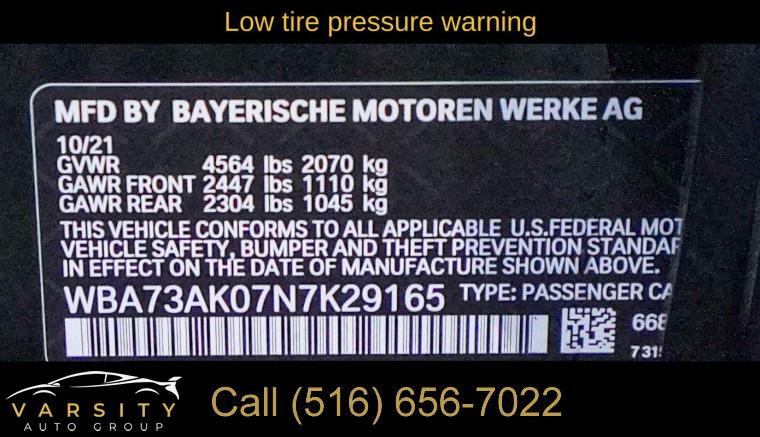 Low tire pressure warning
MFD BY BAYERISCHE MOTOREN WERKE AG
10/21
GVWR 4564 lbs 2070 kg
GAWR FRONT 2447 lbs 1110 kg
GAWR REAR 2304 lbs 1045 kg
THIS VEHICLE CONFORMS TO ALL APPLICABLE U.S.FEDERAL MOT
VEHICLE SAFETY, BUMPER AND THEFT PREVENTION STANDAR
IN EFFECT ON THE DATE OF MANUFACTURE SHOWN ABOVE.
WBA73AK07N7K29165 TYPE: PASSENGER CA
668
731
VARSITY
AUTO GROUP
Call (516) 656-7022